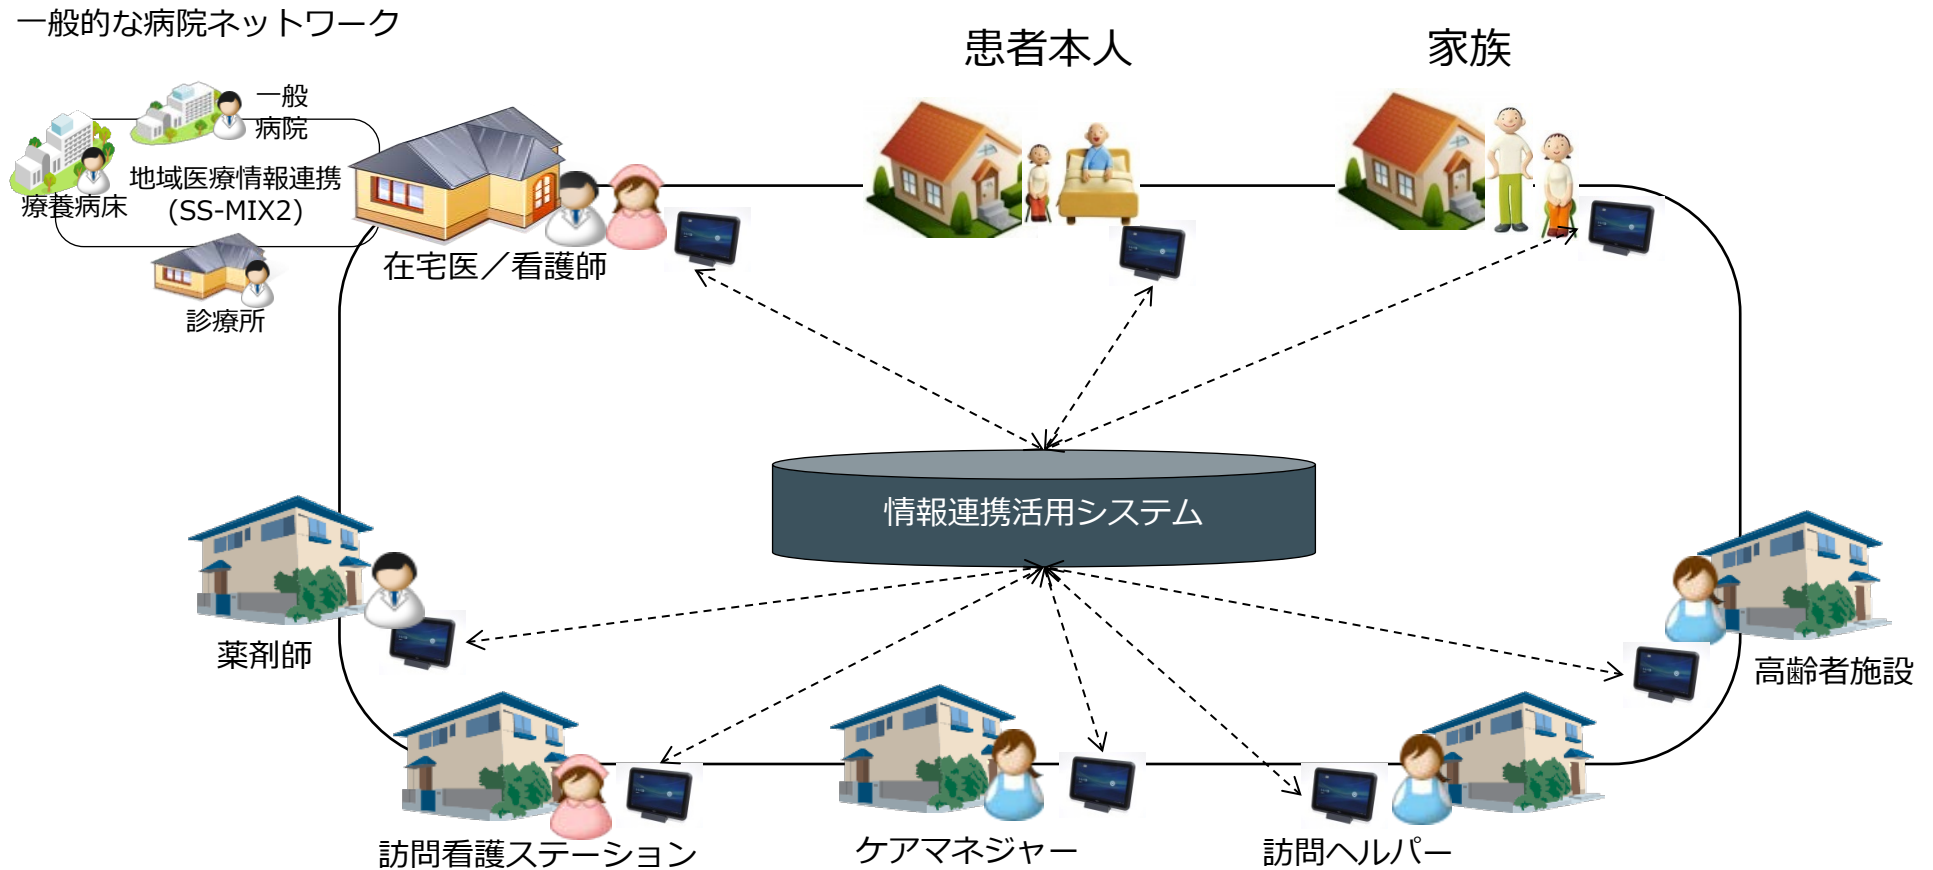 一般的な病院ネットワーク
患者本人
家族
一般
病院
地域医療情報連携
(SS-MIX2)
療養病床
在宅医／看護師
診療所
情報連携活用システム
薬剤師
高齢者施設
訪問看護ステーション
ケアマネジャー
訪問ヘルパー